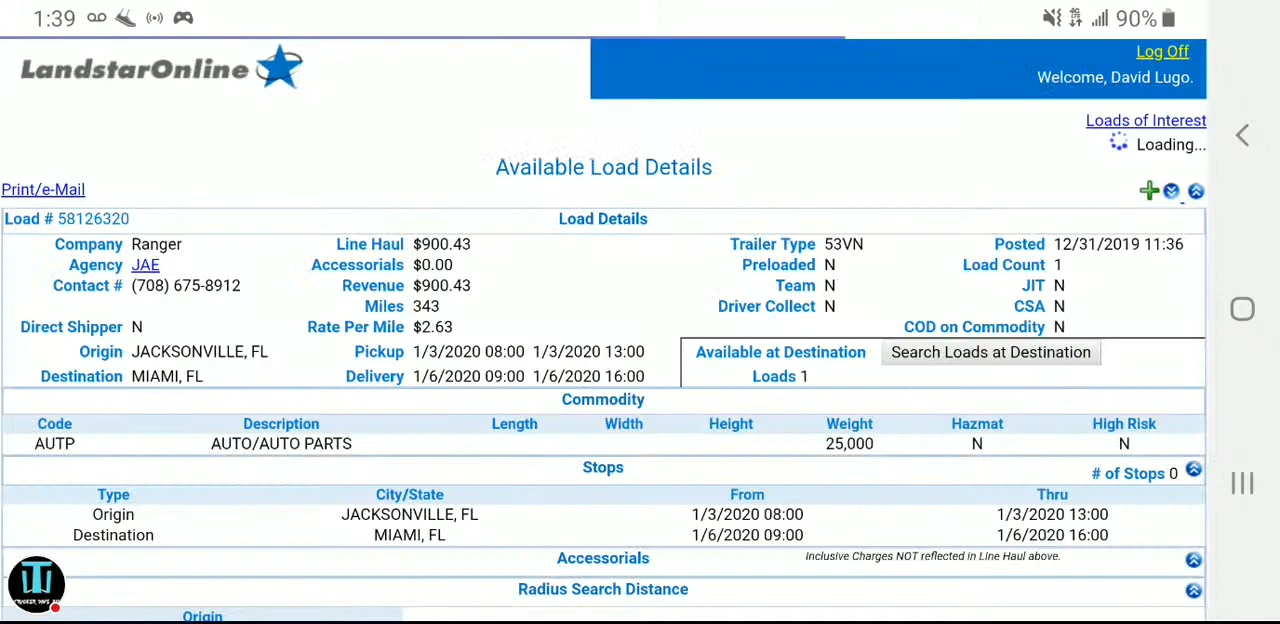 1:39 90%
LandstarOnline
Log Off
Welcome, David Lugo.
Loads of Interest
Loading...
Available Load Details
Print/e-Mail
Load # 58126320 Load Details
Company Ranger Line Haul $900.43 Trailer Type 53VN Posted 12/31/2019 11:36
Agency JAE Accessorials $0.00 Preloaded N Load Count 1
Contact # (708) 675-8912 Revenue $900.43 Team N JIT N
Miles 343 Driver Collect N CSA N
Direct Shipper N Rate Per Mile $2.63 COD on Commodity N
Origin JACKSONVILLE, FL Pickup 1/3/2020 08:00 1/3/2020 13:00 Available at Destination Search Loads at Destination
Destination MIAMI, FL Delivery 1/6/2020 09:00 1/6/2020 16:00 Loads 1
Commodity
Code Description Length Width Height Weight Hazmat High Risk
AUTP AUTO/AUTO PARTS 25,000 N N
Stops # of Stops 0
Type City/State From Thru
Origin JACKSONVILLE, FL 1/3/2020 08:00 1/3/2020 13:00
Destination MIAMI, FL 1/6/2020 09:00 1/6/2020 16:00
Accessorials Inclusive Charges NOT reflected in Line Haul above.
Radius Search Distance
Origin